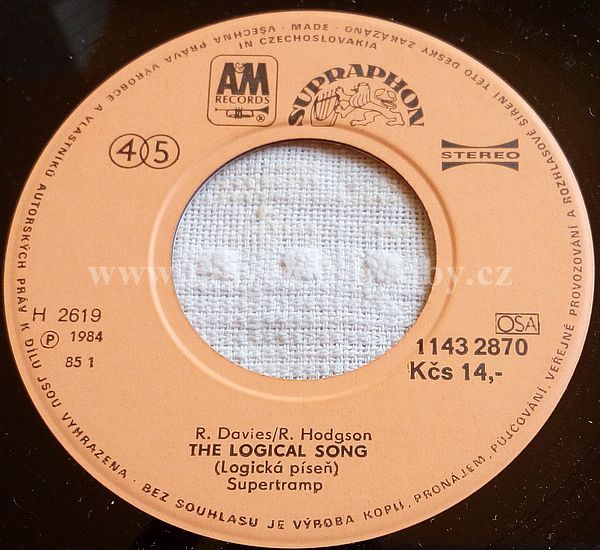 VŠECHNA PRÁVA VÝROBCE A VLASTNÍKŮ AUTORSKÝCH PRÁV K DÍLU JSOU VYHRAZENA · BEZ SOUHLASU JE VÝROBA KOPIÍ, PRONÁJEM, PŮJČOVÁNÍ, VEŘEJNÉ PROVOZOVÁNÍ A ROZHLASOVÉ ŠÍŘENÍ TÉTO DESKY ZAKÁZÁNO · MADE
IN CZECHOSLOVAKIA
A&M
RECORDS
SUPRAPHON
45
STEREO
H 2619
Ⓟ 1984
85 1
OSA
1143 2870
Kčs 14,-
R. Davies/R. Hodgson
THE LOGICAL SONG
(Logická píseň)
Supertramp